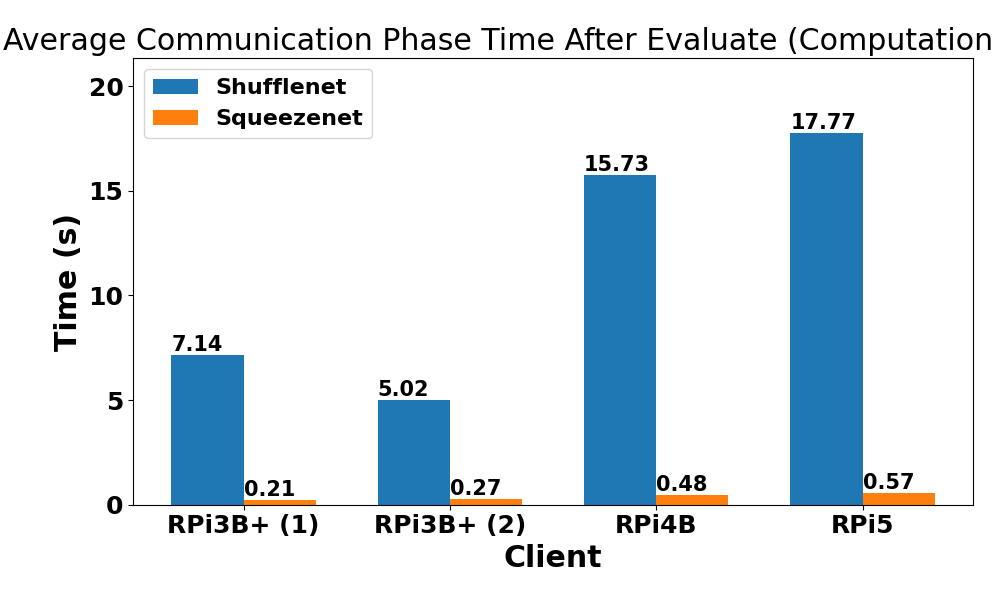 Average Communication Phase Time After Evaluate (Computation
Shufflenet
Squeezenet
Time (s)
20
15
10
5
0
7.14
0.21
5.02
0.27
15.73
0.48
17.77
0.57
RPi3B+ (1)
RPi3B+ (2)
RPi4B
RPi5
Client